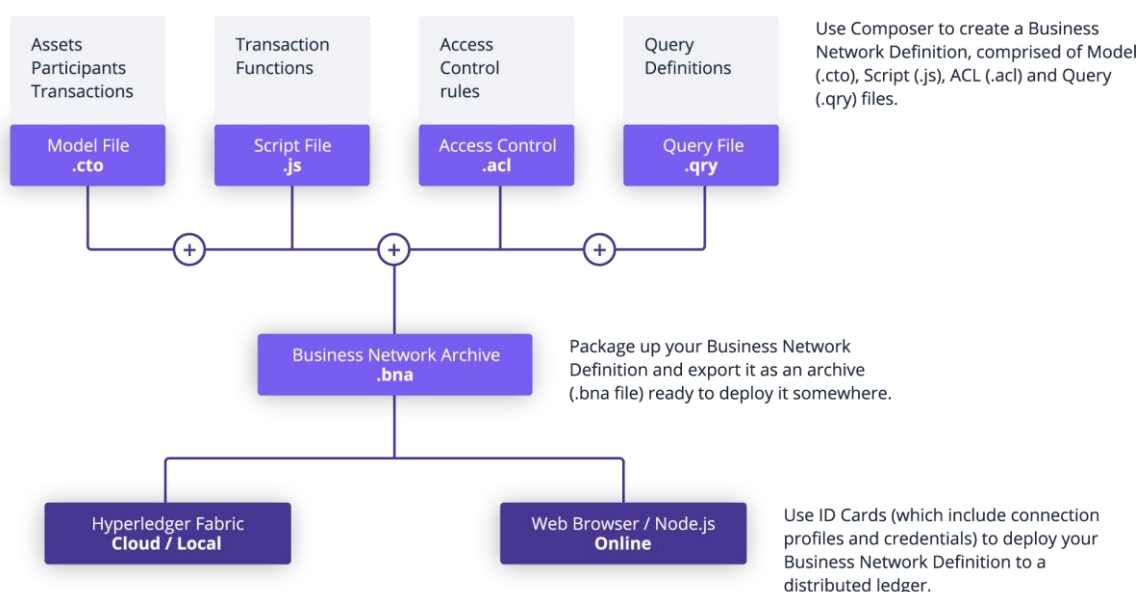 Assets
Participants
Transactions
Transaction
Functions
Access
Control
rules
Query
Definitions
Use Composer to create a Business
Network Definition, comprised of Model
(.cto), Script (.js), ACL (.acl) and Query
(.qry) files.
Model File
.cto
Script File
.js
Access Control
.acl
Query File
.qry
+
+
+
Business Network Archive
.bna
Package up your Business Network
Definition and export it as an archive
(.bna file) ready to deploy it somewhere.
Hyperledger Fabric
Cloud / Local
Web Browser / Node.js
Online
Use ID Cards (which include connection
profiles and credentials) to deploy your
Business Network Definition to a
distributed ledger.